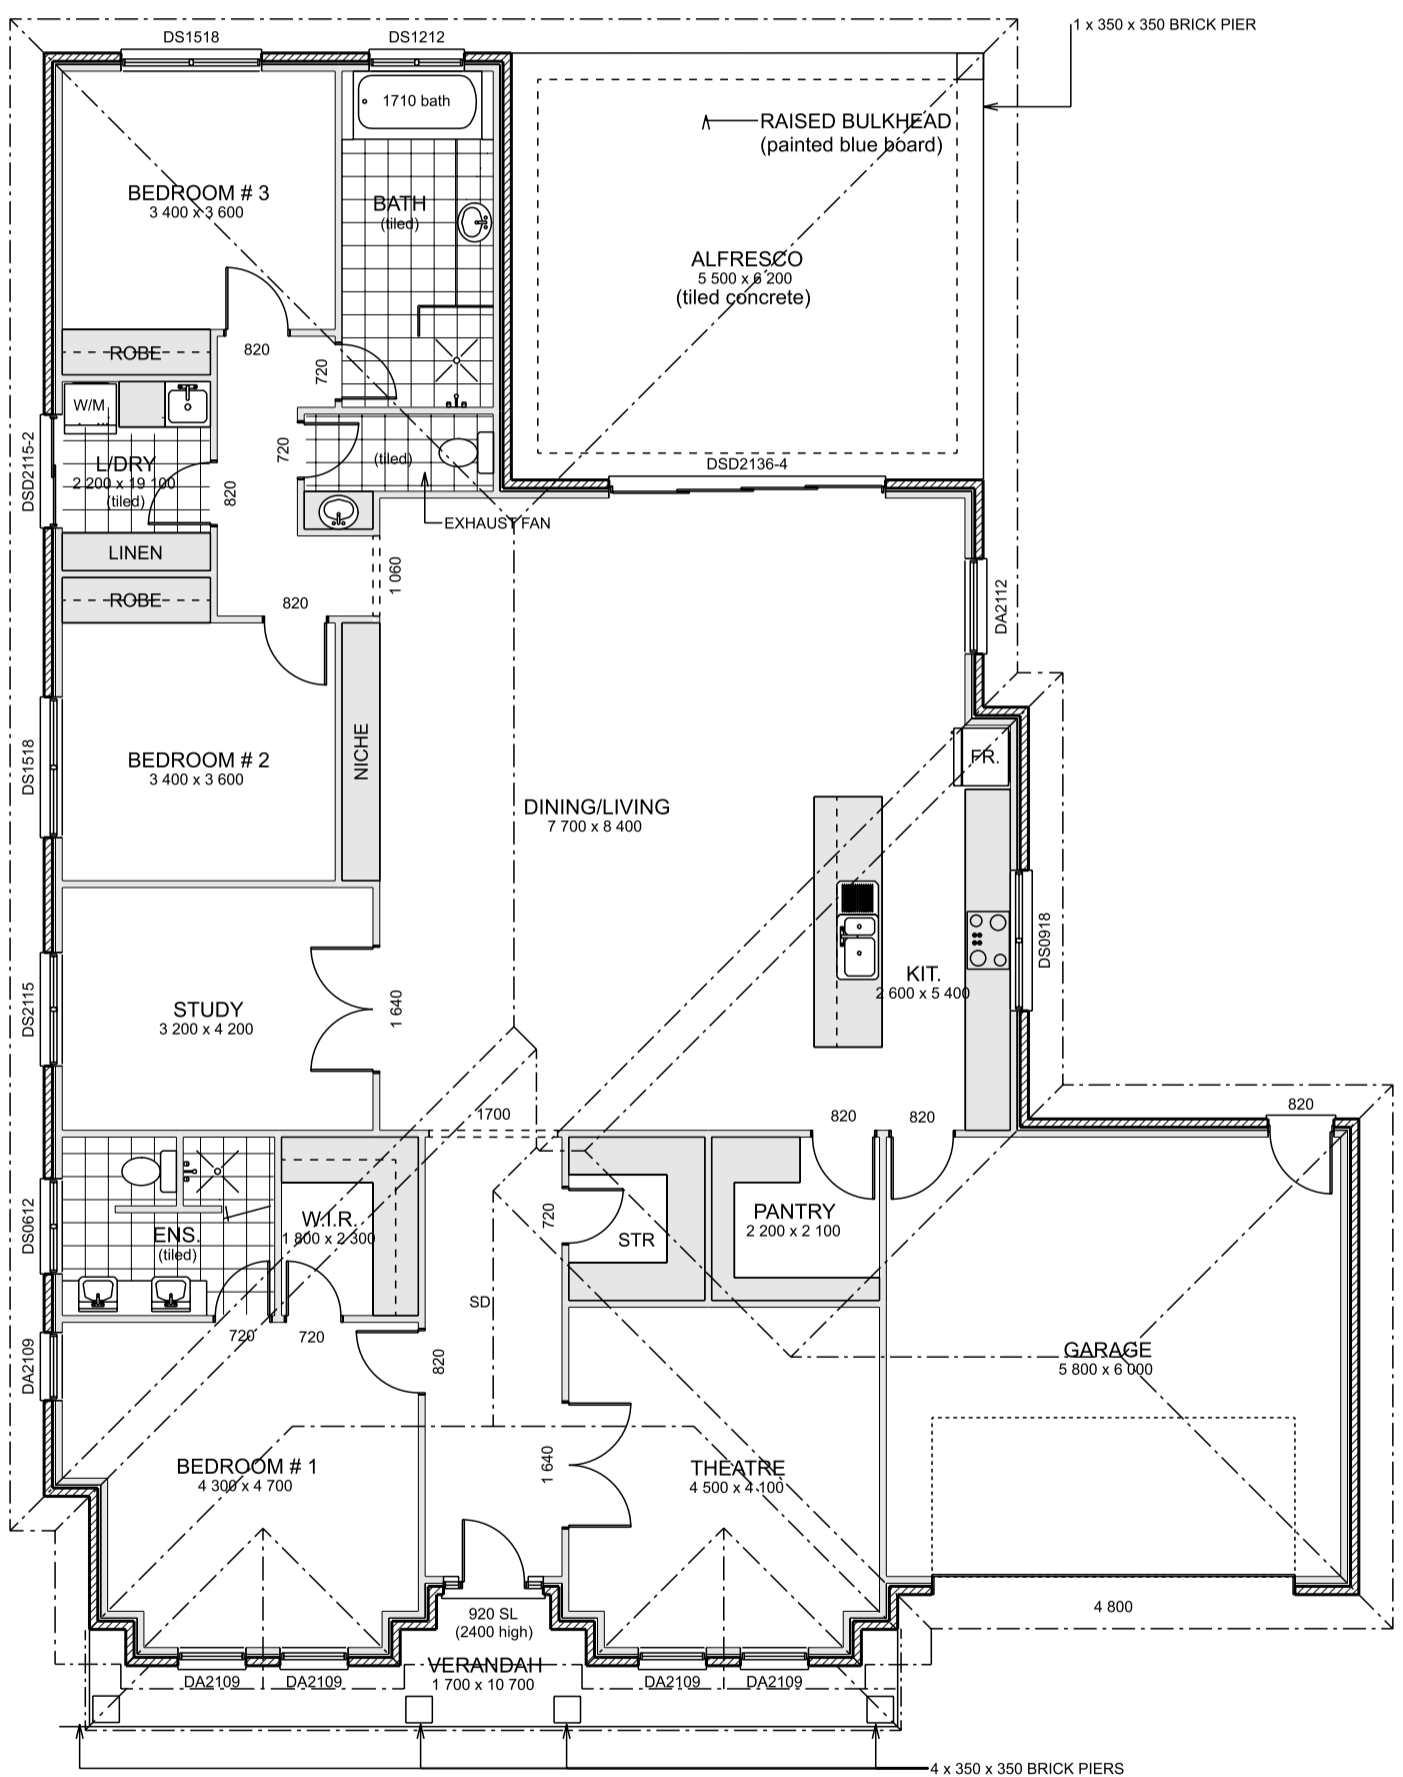 DS1518
DS1212
1 x 350 x 350 BRICK PIER
1710 bath
RAISED BULKHEAD
(painted blue board)
BEDROOM # 3
3 400 x 3 600
BATH
(tiled)
ALFRESCO
5 500 x 6 200
(tiled concrete)
ROBE
820
720
W/M
DSD2115-2
L/DRY
2 200 x 19 100
(tiled)
820
720
(tiled)
DSD2136-4
EXHAUST FAN
LINEN
ROBE
820
1 060
DA2112
DS1518
BEDROOM # 2
3 400 x 3 600
NICHE
FR.
DINING/LIVING
7 700 x 8 400
DS0918
KIT.
2 600 x 5 400
DS2115
STUDY
3 200 x 4 200
1 640
1700
820
820
820
DS0612
ENS.
(tiled)
W.I.R.
1 800 x 2 300
720
STR
PANTRY
2 200 x 2 100
SD
720
720
820
DA2109
GARAGE
5 800 x 6 000
BEDROOM # 1
4 300 x 4 700
1 640
THEATRE
4 500 x 4 100
920 SL
(2400 high)
4 800
VERANDAH
1 700 x 10 700
DA2109
DA2109
DA2109
DA2109
4 x 350 x 350 BRICK PIERS